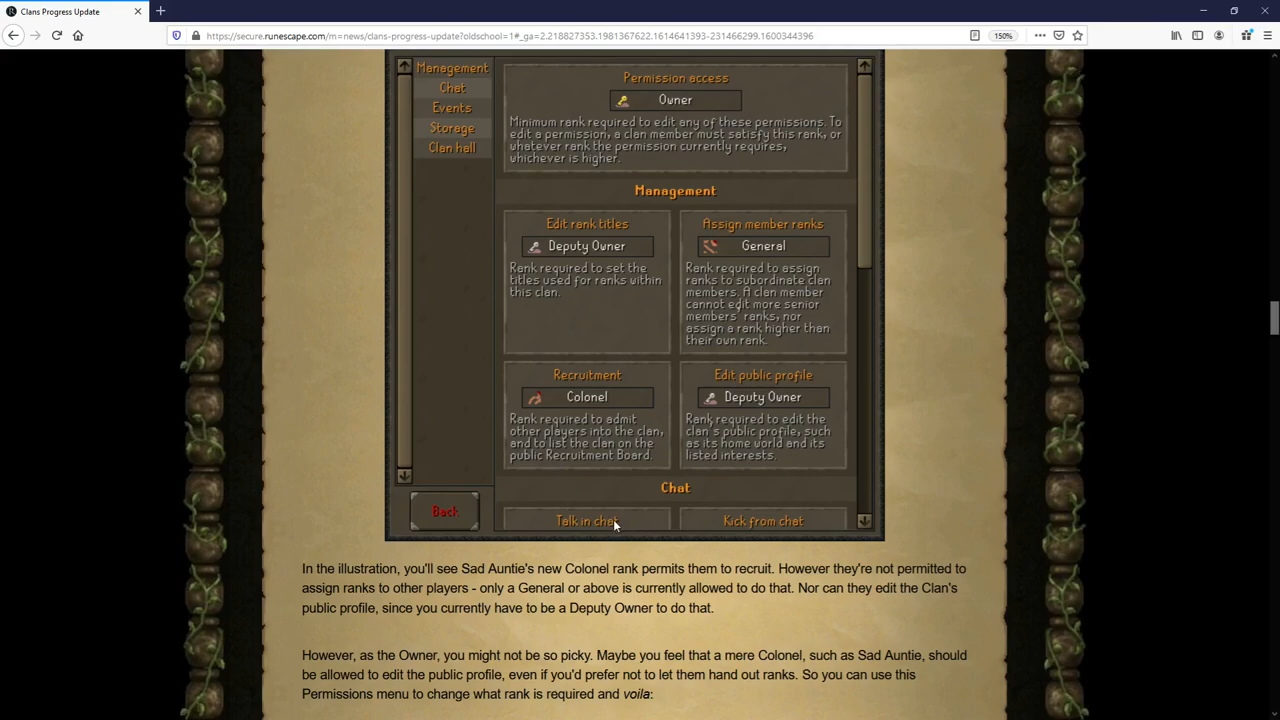 Clans Progress Update
https://secure.runescape.com/m=news/clans-progress-update?oldschool=1#_ga=2.218827353.1981367622.1614641393-231466299.1600344396
150%
Management
Chat
Events
Storage
Clan hall
Back
Permission access
Owner
Minimum rank required to edit any of these permissions. To
edit a permission, a clan member must satisfy this rank, or
whatever rank the permission currently requires,
whichever is higher.
Management
Edit rank titles
Deputy Owner
Rank required to set the
titles used for ranks within
this clan.
Assign member ranks
General
Rank required to assign
ranks to subordinate clan
members. A clan member
cannot edit more senior
members' ranks, nor
assign a rank higher than
their own rank.
Recruitment
Colonel
Rank required to admit
other players into the clan,
and to list the clan on the
public Recruitment Board.
Edit public profile
Deputy Owner
Rank required to edit the
clan's public profile, such
as its home world and its
listed interests.
Chat
Talk in chat
Kick from chat
In the illustration, you'll see Sad Auntie's new Colonel rank permits them to recruit. However they're not permitted to
assign ranks to other players - only a General or above is currently allowed to do that. Nor can they edit the Clan's
public profile, since you currently have to be a Deputy Owner to do that.
However, as the Owner, you might not be so picky. Maybe you feel that a mere Colonel, such as Sad Auntie, should
be allowed to edit the public profile, even if you'd prefer not to let them hand out ranks. So you can use this
Permissions menu to change what rank is required and voila: